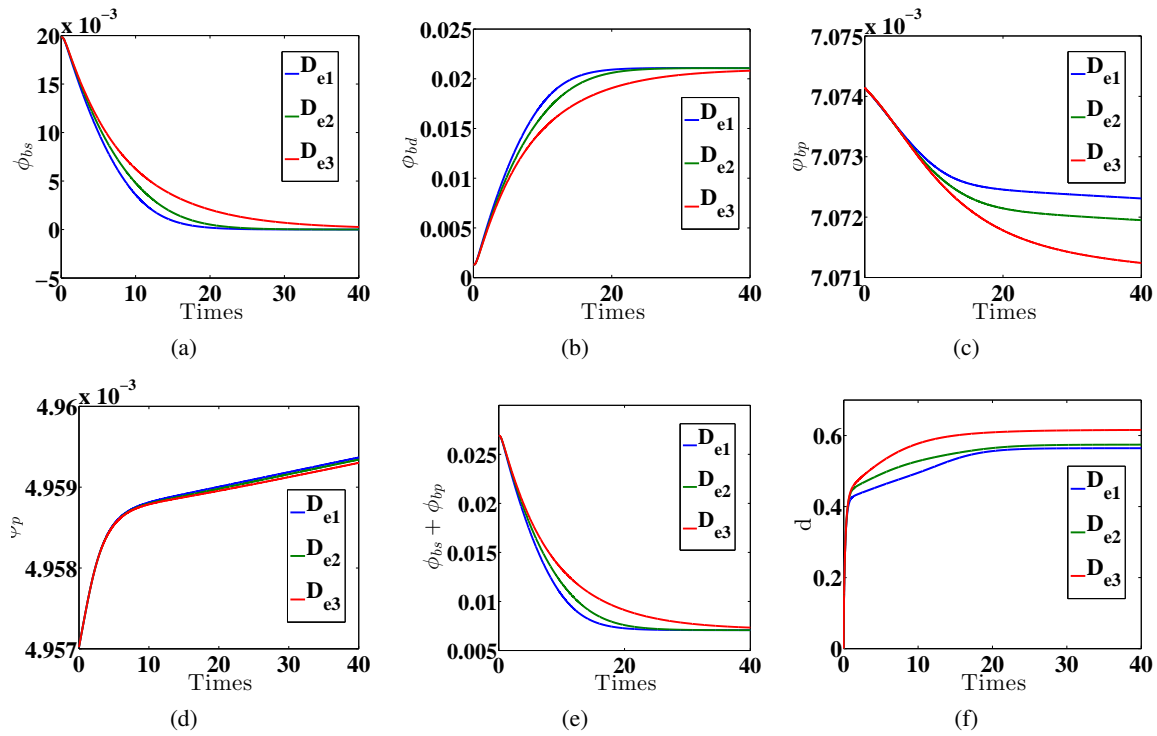 x 10⁻³
20
15
10
5
0
−5
ϕ_bs
0 10 20 30 40
Times
D_e1
D_e2
D_e3
(a)
0.025
0.02
0.015
0.01
0.005
0
φ_bd
0 10 20 30 40
Times
D_e1
D_e2
D_e3
(b)
x 10⁻³
7.075
7.074
7.073
7.072
7.071
φ_bp
0 10 20 30 40
Times
D_e1
D_e2
D_e3
(c)
x 10⁻³
4.96
4.959
4.958
4.957
0 10 20 30 40
Times
D_e1
D_e2
D_e3
(d)
0.025
0.02
0.015
0.01
0.005
ϕ_bs + ϕ_bp
0 20 40
Times
D_e1
D_e2
D_e3
(e)
0.6
0.4
0.2
0
d
0 10 20 30 40
Times
D_e1
D_e2
D_e3
(f)